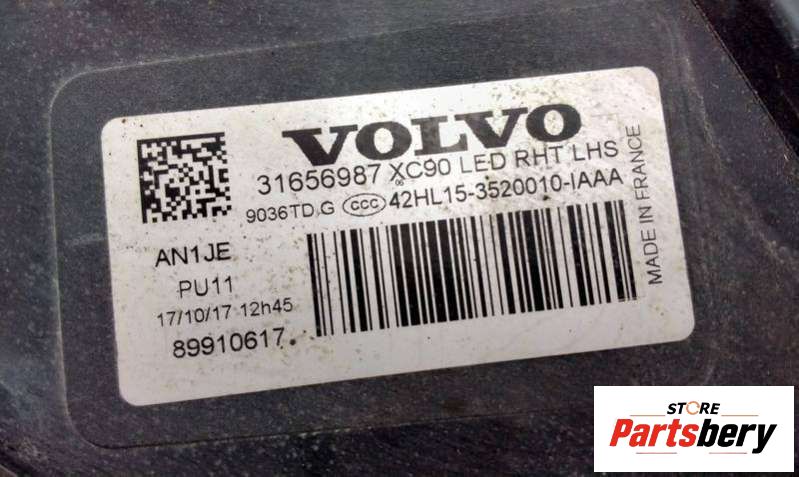 VOLVO
31656987 XC90 LED RHT LHS
9036TD.G CCC 42HL15-3520010-IAAA
MADE IN FRANCE
AN1JE
PU11
17/10/17 12h45
89910617
STORE
Partsbery